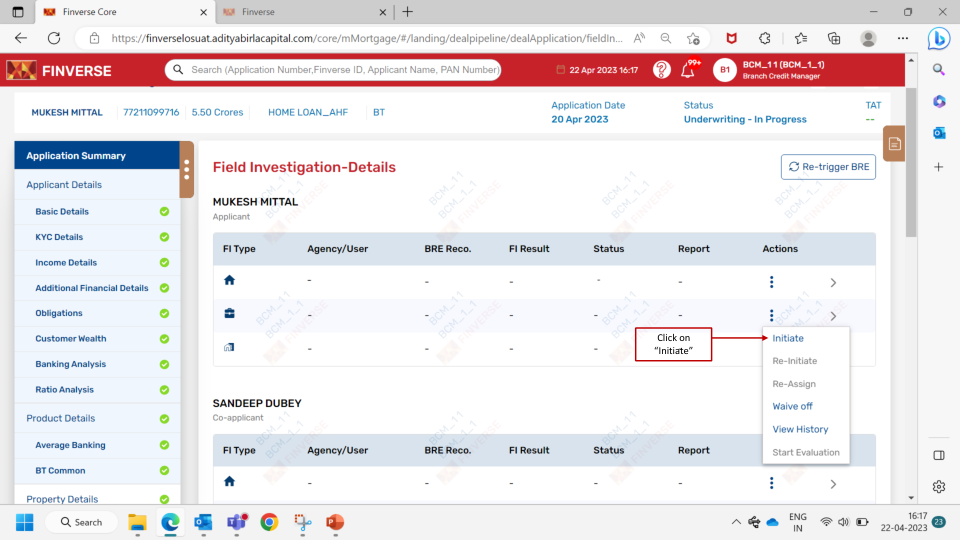 Finverse Core
Finverse
https://finverselosuat.adityabirlacapital.com/core/mMortgage/#/landing/dealpipeline/dealApplication/fieldIn...
FINVERSE
Search (Application Number,Finverse ID, Applicant Name, PAN Number)
22 Apr 2023 16:17
99+
B1
BCM_1 1 (BCM_1_1)
Branch Credit Manager
MUKESH MITTAL 77211099716 5.50 Crores HOME LOAN_AHF BT
Application Date
20 Apr 2023
Status
Underwriting - In Progress
TAT
--
Application Summary
Applicant Details
Basic Details
KYC Details
Income Details
Additional Financial Details
Obligations
Customer Wealth
Banking Analysis
Ratio Analysis
Product Details
Average Banking
BT Common
Property Details
Field Investigation-Details
Re-trigger BRE
MUKESH MITTAL
Applicant
FI Type Agency/User BRE Reco. FI Result Status Report Actions
- - - - -
- - - - -
- - - - -
Click on
“Initiate”
Initiate
Re-Initiate
Re-Assign
Waive off
View History
Start Evaluation
SANDEEP DUBEY
Co-applicant
FI Type Agency/User BRE Reco. FI Result Status Report
- - - - -
BCM_11
BCM_1_1
FINVERSE
Search
ENG
IN
16:17
22-04-2023
23